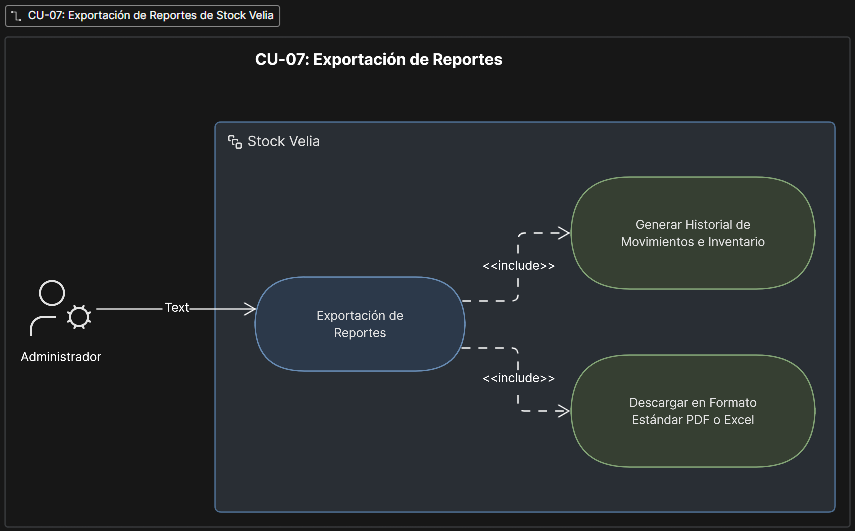 CU-07: Exportación de Reportes de Stock Velia
CU-07: Exportación de Reportes
Stock Velia
Generar Historial de
Movimientos e Inventario
<<include>>
Text
Exportación de
Reportes
Administrador
<<include>>
Descargar en Formato
Estándar PDF o Excel